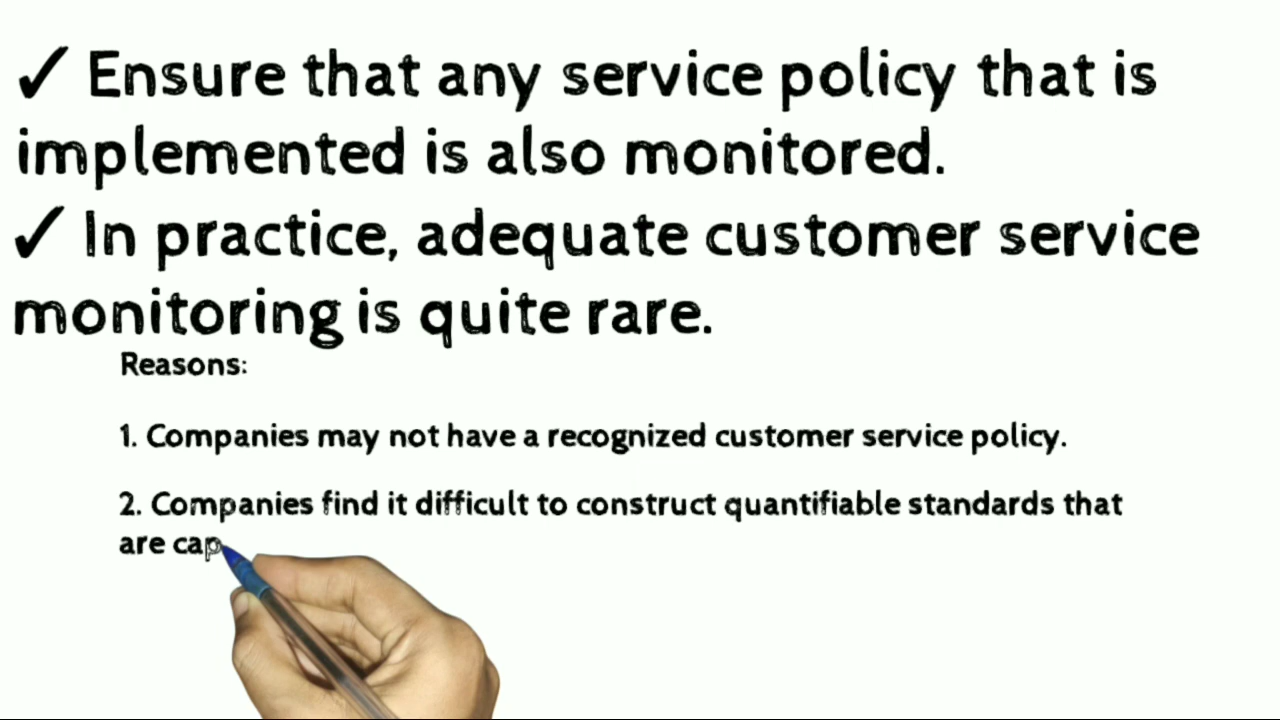 ✓ Ensure that any service policy that is
implemented is also monitored.
✓ In practice, adequate customer service
monitoring is quite rare.
Reasons:
1. Companies may not have a recognized customer service policy.
2. Companies find it difficult to construct quantifiable standards that
are cap